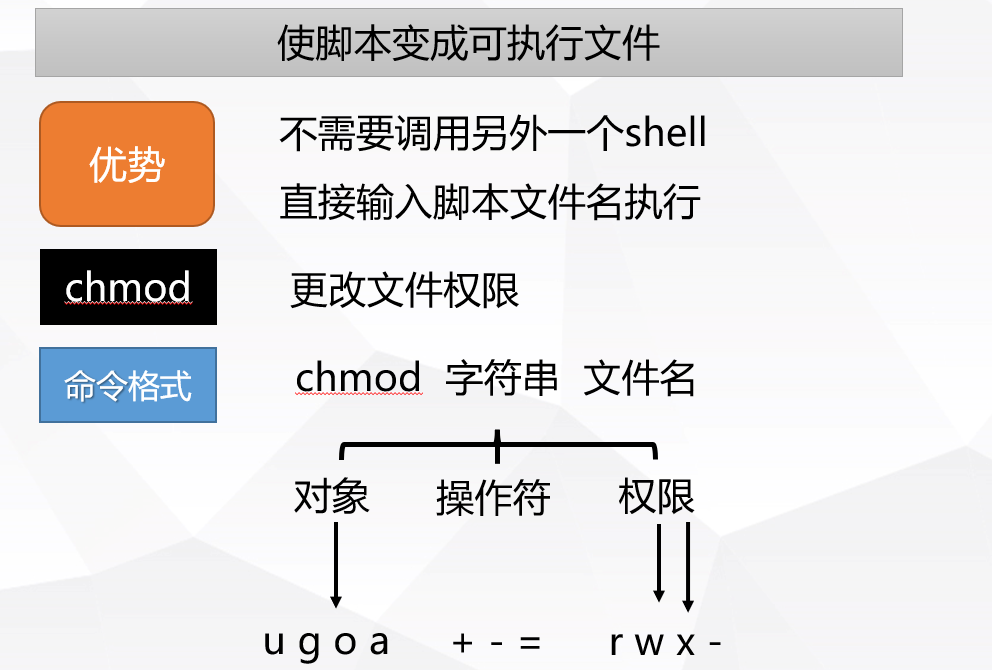 使脚本变成可执行文件
优势
不需要调用另外一个shell
直接输入脚本文件名执行
chmod
更改文件权限
命令格式
chmod 字符串 文件名
对象 操作符 权限
u g o a + - = r w x -